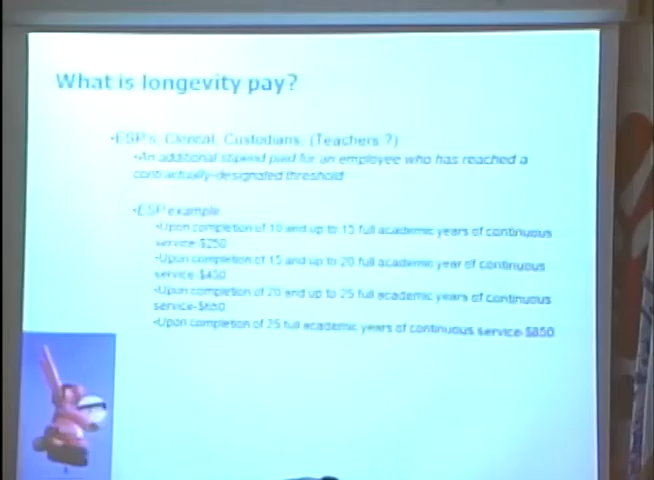 What is longevity pay?
•ESP's, Clerical, Custodians, (Teachers ?)
•An additional stipend paid for an employee who has reached a
contractually-designated threshold
•ESP example
•Upon completion of 10 and up to 15 full academic years of continuous
service-$250
•Upon completion of 15 and up to 20 full academic year of continuous
service-$450
•Upon completion of 20 and up to 25 full academic years of continuous
service-$650
•Upon completion of 25 full academic years of continuous service-$850